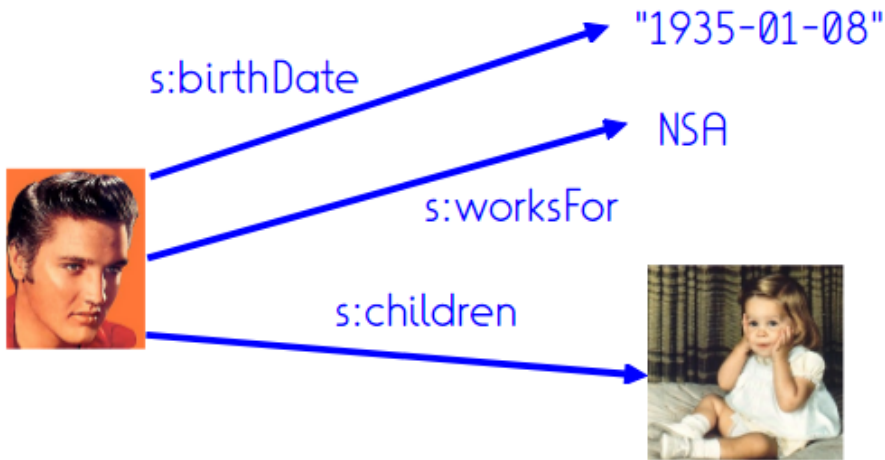 "1935-01-08"
s:birthDate
NSA
s:worksFor
s:children